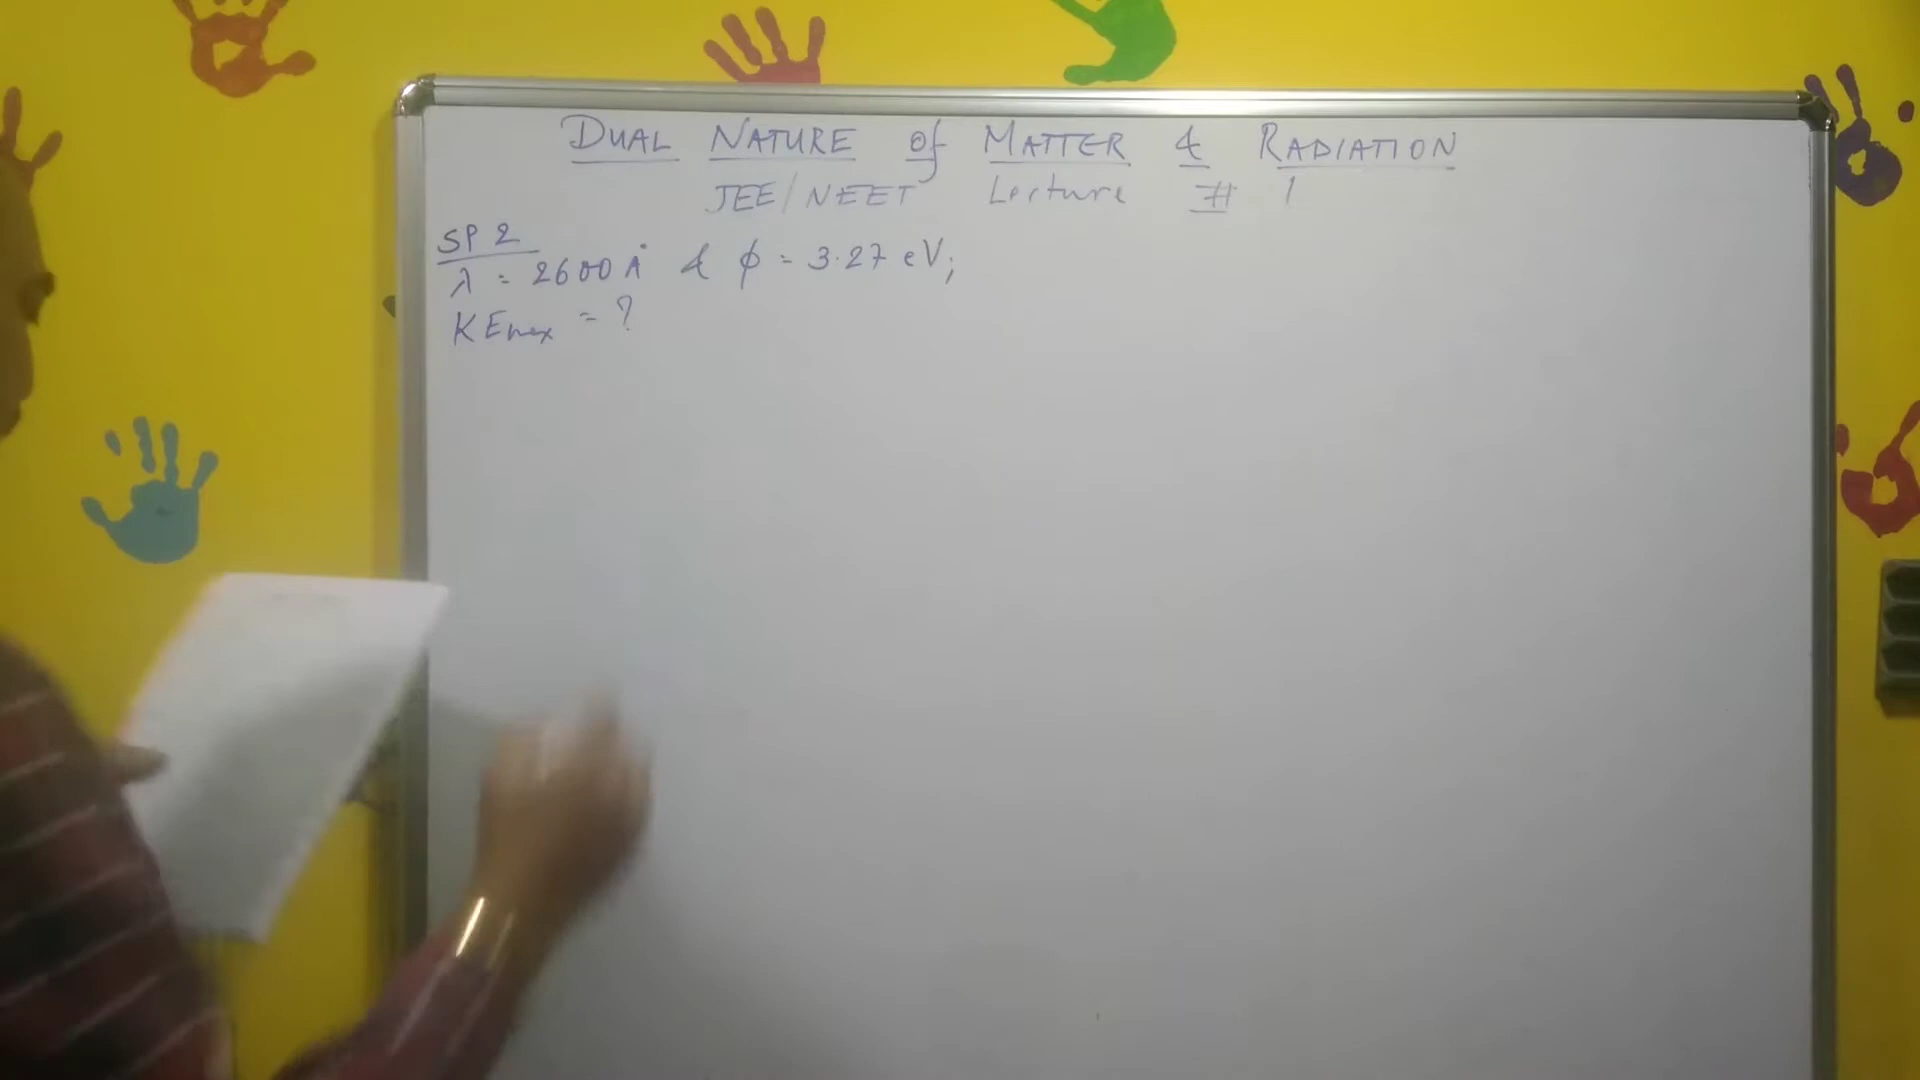 DUAL NATURE of MATTER & RADIATION
JEE/NEET Lecture # 1
SP 2
λ = 2600 Å & ϕ = 3.27 eV;
KEmax = ?